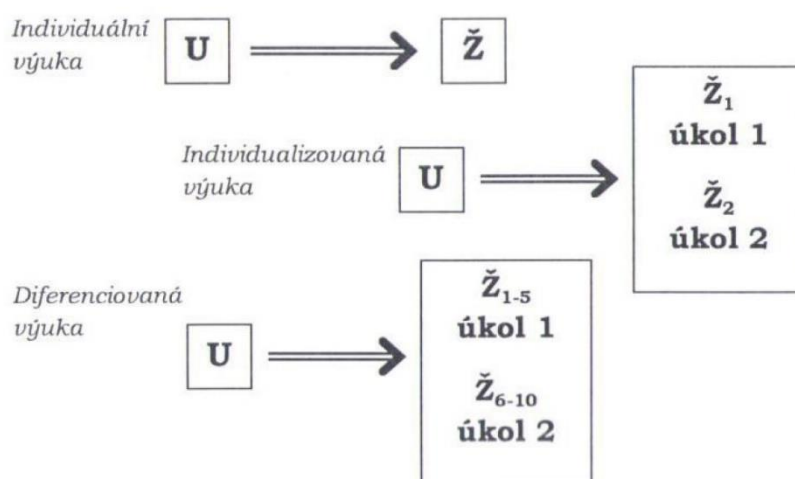 Individuální
výuka
U
Ž
Individualizovaná
výuka
U
Ž1
úkol 1
Ž2
úkol 2
Diferenciovaná
výuka
U
Ž1-5
úkol 1
Ž6-10
úkol 2